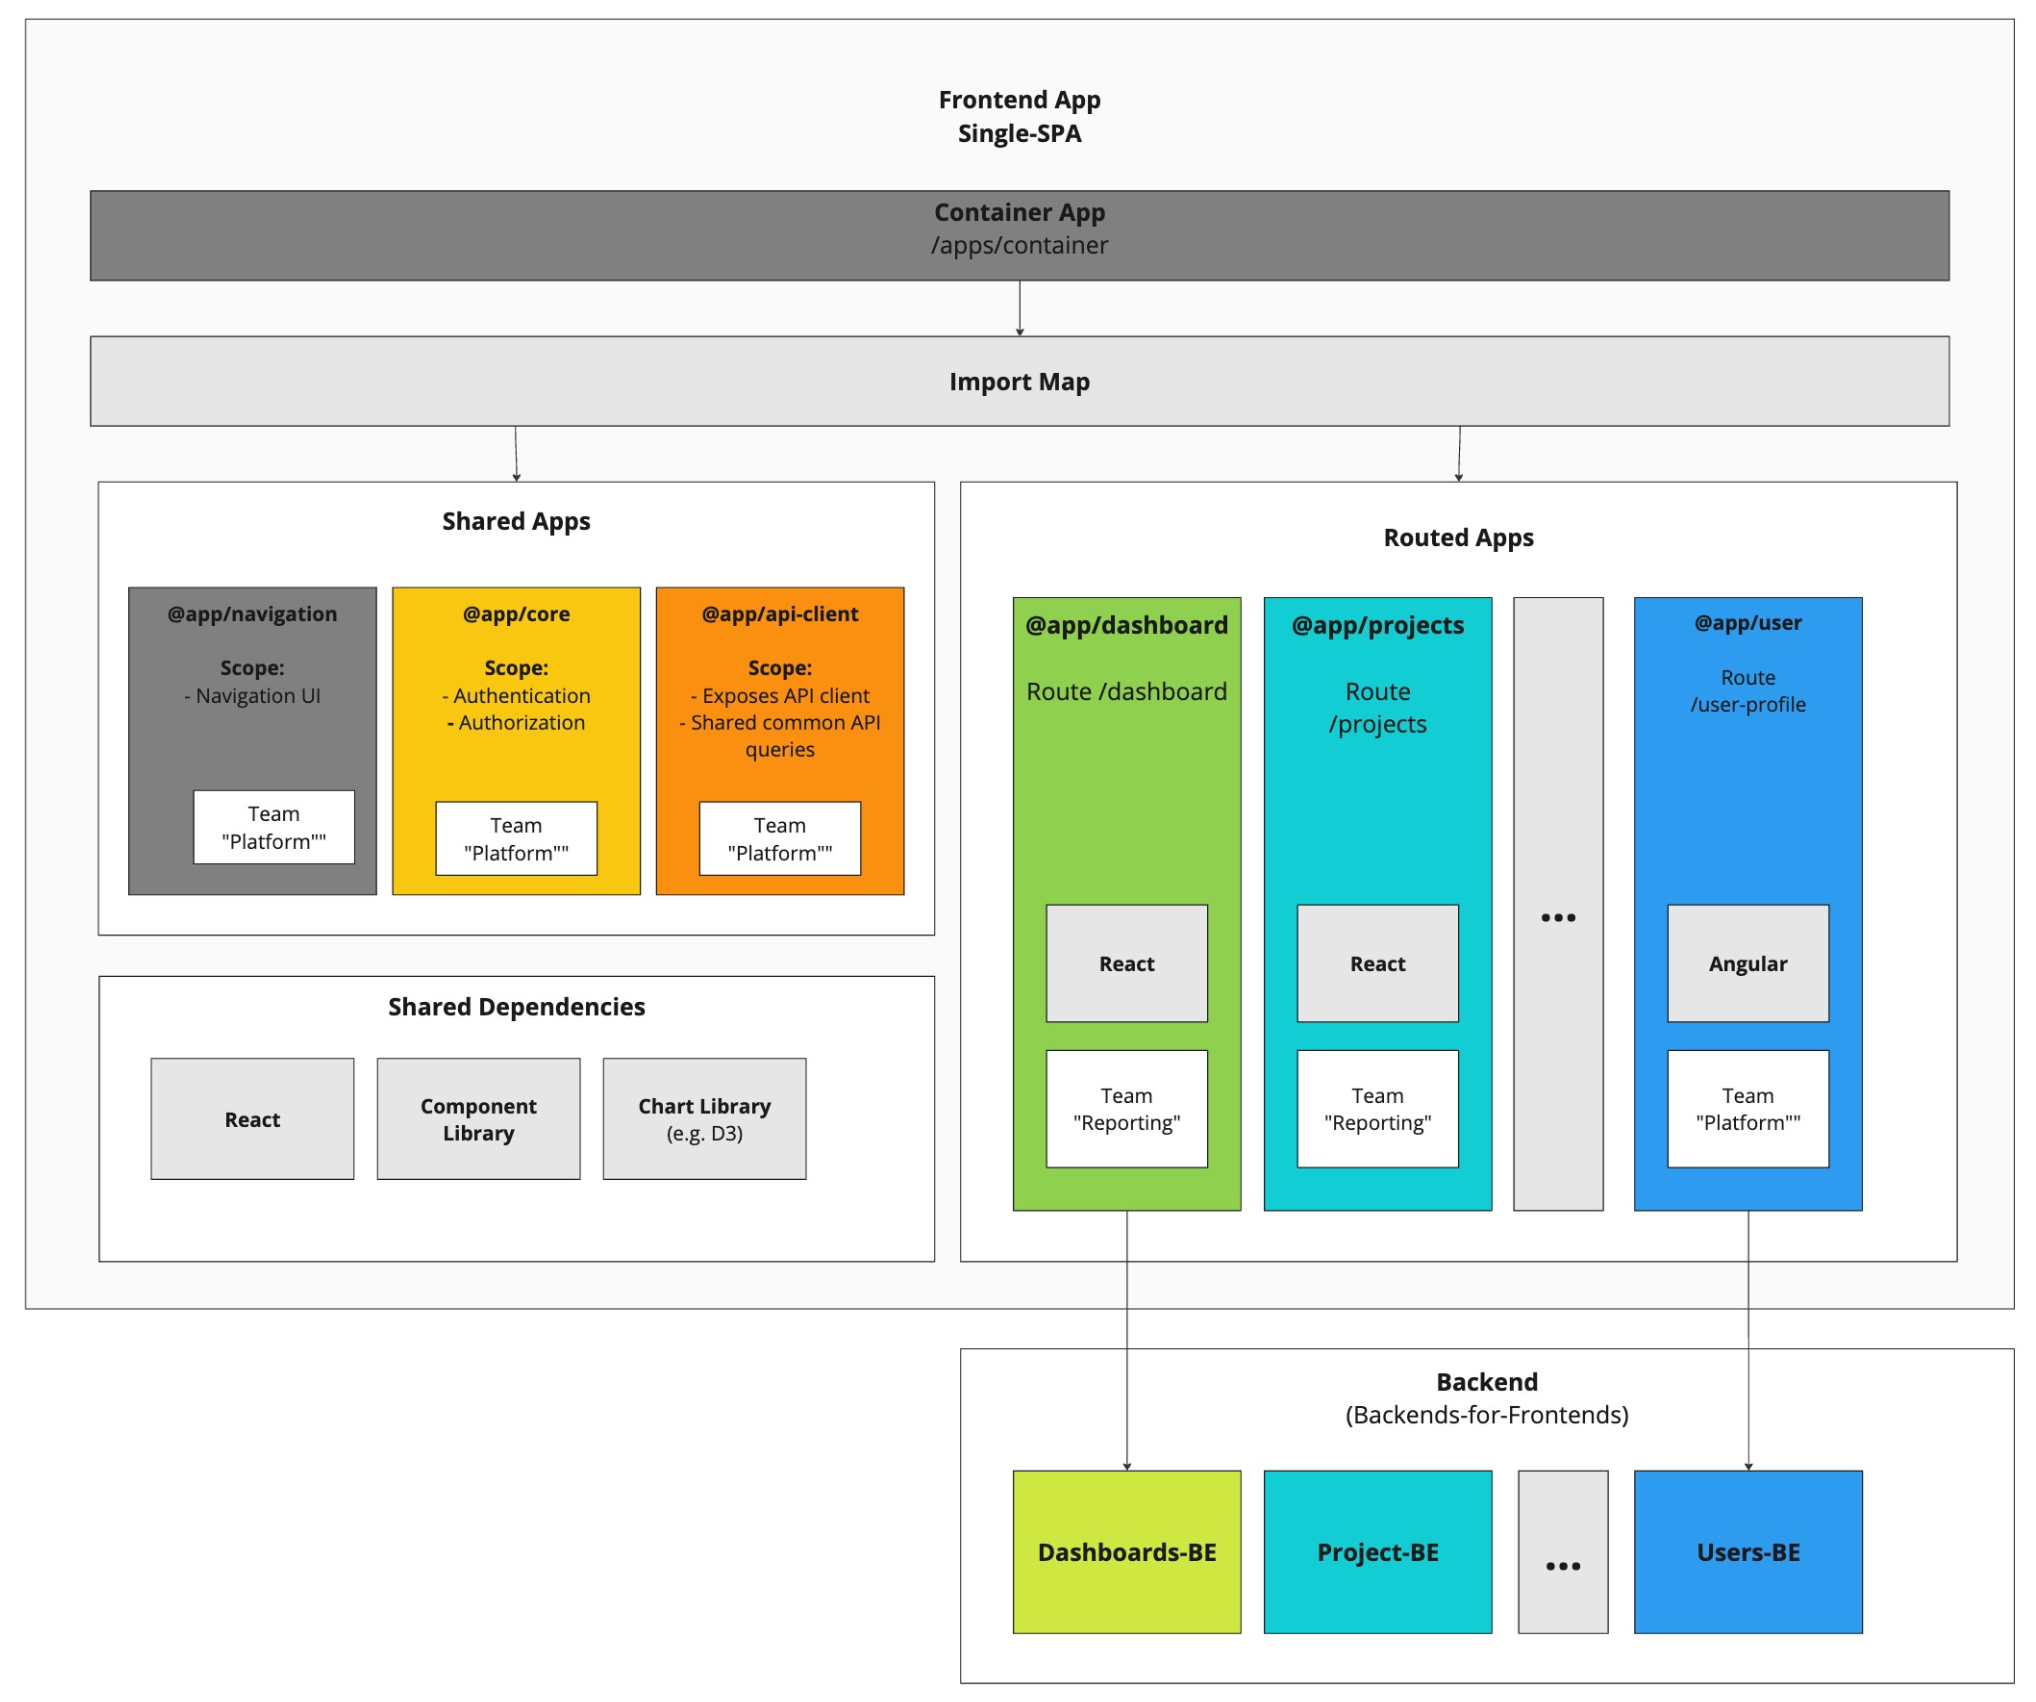 Frontend App
Single-SPA
Container App
/apps/container
Import Map
Shared Apps
@app/navigation
Scope:
- Navigation UI
Team
"Platform""
@app/core
Scope:
- Authentication
- Authorization
Team
"Platform""
@app/api-client
Scope:
- Exposes API client
- Shared common API
queries
Team
"Platform""
Shared Dependencies
React
Component
Library
Chart Library
(e.g. D3)
Routed Apps
@app/dashboard
Route /dashboard
React
Team
"Reporting"
@app/projects
Route
/projects
React
Team
"Reporting"
...
@app/user
Route
/user-profile
Angular
Team
"Platform""
Backend
(Backends-for-Frontends)
Dashboards-BE
Project-BE
...
Users-BE